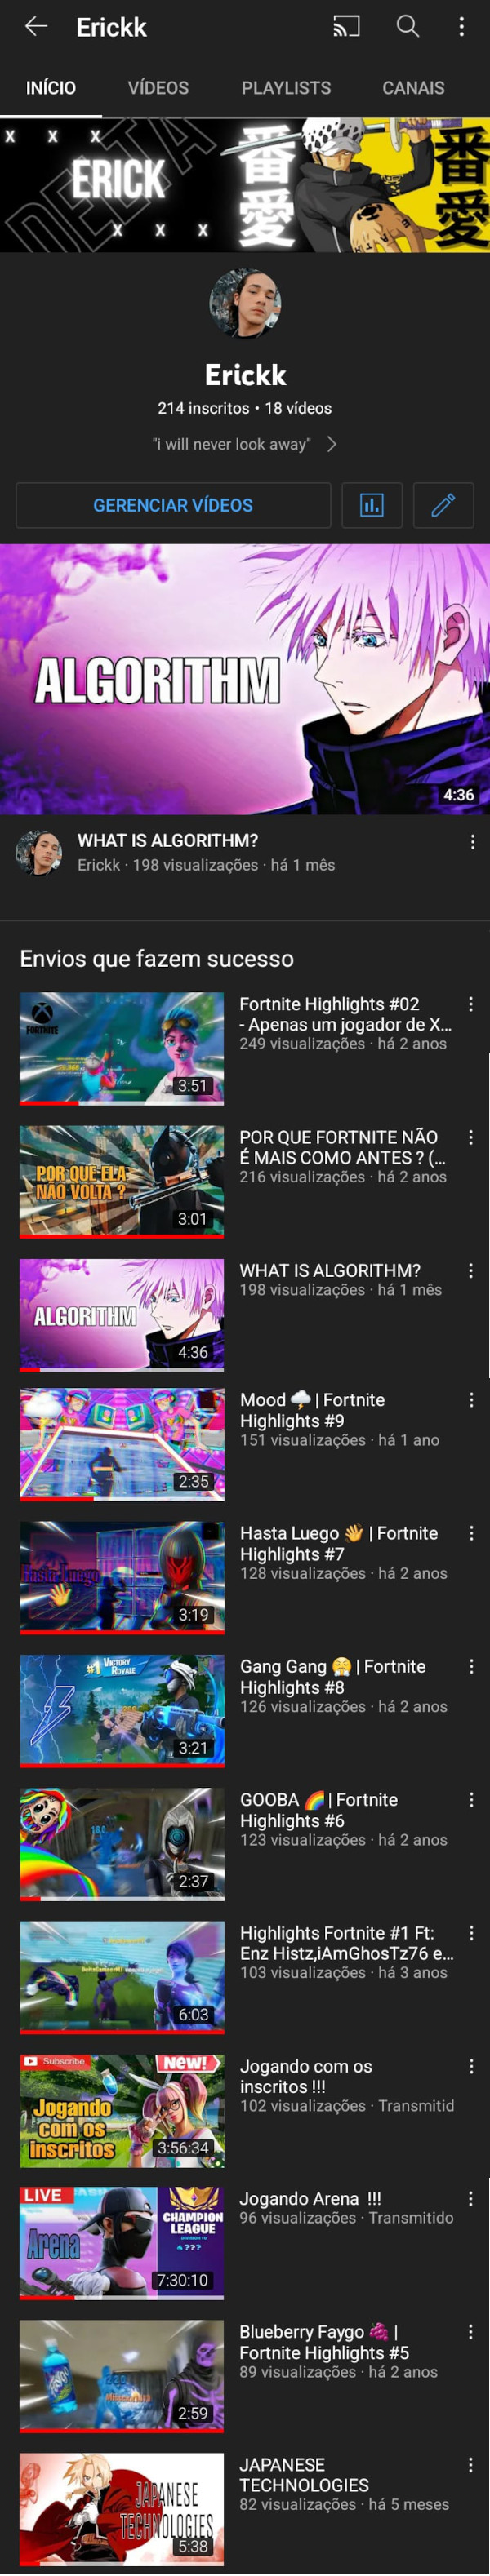 Erickk
INÍCIO VÍDEOS PLAYLISTS CANAIS
X X X
DELTA
ERICK
X X X
番愛
番愛
Erickk
214 inscritos • 18 vídeos
"i will never look away"
GERENCIAR VÍDEOS
ALGORITHM
4:36
WHAT IS ALGORITHM?
Erickk · 198 visualizações · há 1 mês
Envios que fazem sucesso
FORTNITE
3:51
Fortnite Highlights #02
- Apenas um jogador de X...
249 visualizações · há 2 anos
POR QUE ELA
NÃO VOLTA ?
3:01
POR QUE FORTNITE NÃO
É MAIS COMO ANTES ? (...
216 visualizações · há 2 anos
ALGORITHM
4:36
WHAT IS ALGORITHM?
198 visualizações · há 1 mês
2:35
Mood 🌩️ | Fortnite
Highlights #9
151 visualizações · há 1 ano
Hasta Luego
3:19
Hasta Luego 👋 | Fortnite
Highlights #7
128 visualizações · há 2 anos
#1 VICTORY
ROYALE
3:21
Gang Gang 😤 | Fortnite
Highlights #8
126 visualizações · há 2 anos
2:37
GOOBA 🌈 | Fortnite
Highlights #6
123 visualizações · há 2 anos
6:03
Highlights Fortnite #1 Ft:
Enz Histz,iAmGhosTz76 e...
103 visualizações · há 3 anos
Subscribe
New!
Jogando
com os
inscritos
3:56:34
Jogando com os
inscritos !!!
102 visualizações · Transmitid
LIVE
Arena
CHAMPION
LEAGUE
???
7:30:10
Jogando Arena !!!
96 visualizações · Transmitido
2:59
Blueberry Faygo 🍇 |
Fortnite Highlights #5
89 visualizações · há 2 anos
JAPANESE
TECHNOLOGIES
5:38
JAPANESE
TECHNOLOGIES
82 visualizações · há 5 meses